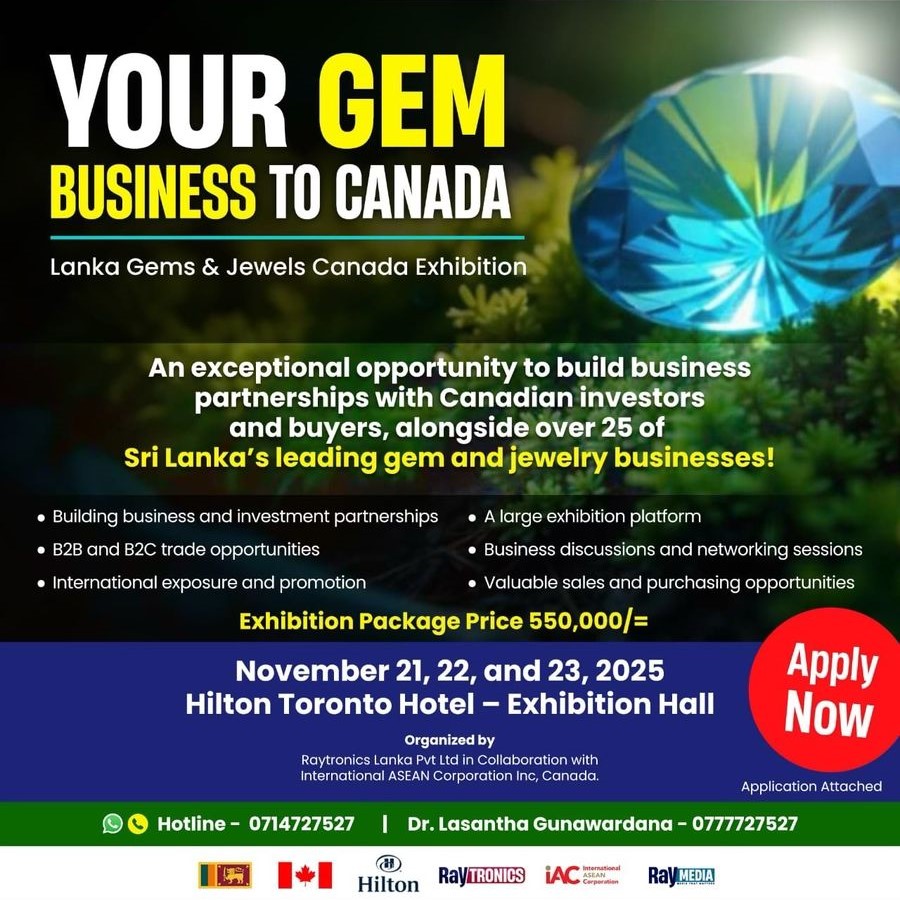 YOUR GEM
BUSINESS TO CANADA
Lanka Gems & Jewels Canada Exhibition
An exceptional opportunity to build business
partnerships with Canadian investors
and buyers, alongside over 25 of
Sri Lanka's leading gem and jewelry businesses!
• Building business and investment partnerships
• B2B and B2C trade opportunities
• International exposure and promotion
• A large exhibition platform
• Business discussions and networking sessions
• Valuable sales and purchasing opportunities
Exhibition Package Price 550,000/=
November 21, 22, and 23, 2025
Hilton Toronto Hotel – Exhibition Hall
Organized by
Raytronics Lanka Pvt Ltd in Collaboration with
International ASEAN Corporation Inc, Canada.
Apply
Now
Application Attached
Hotline - 0714727527 | Dr. Lasantha Gunawardana - 0777727527
H
Hilton
RayTRONICS
iAC International
ASEAN
Corporation
RayMEDIA